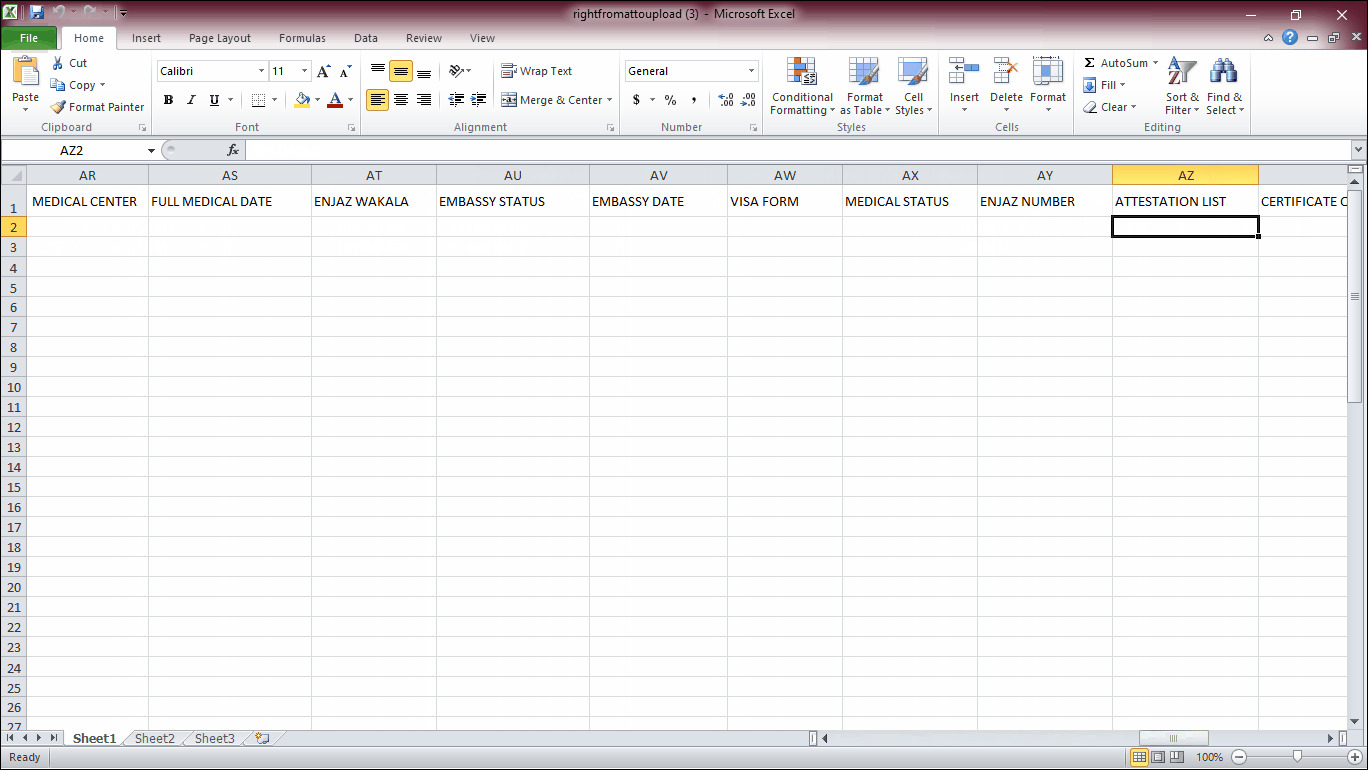 rightfromattoupload (3) - Microsoft Excel
File Home Insert Page Layout Formulas Data Review View
Paste
Cut
Copy
Format Painter
Clipboard
Calibri 11
B I U
Font
Wrap Text
Merge & Center
Alignment
General
$ % ,
Number
Conditional Formatting
Format as Table
Cell Styles
Styles
Insert Delete Format
Cells
AutoSum
Fill
Clear
Sort & Filter
Find & Select
Editing
AZ2 fx
AR AS AT AU AV AW AX AY AZ
1 MEDICAL CENTER FULL MEDICAL DATE ENJAZ WAKALA EMBASSY STATUS EMBASSY DATE VISA FORM MEDICAL STATUS ENJAZ NUMBER ATTESTATION LIST CERTIFICATE
2
3
4
5
6
7
8
9
10
11
12
13
14
15
16
17
18
19
20
21
22
23
24
25
26
27
Sheet1 Sheet2 Sheet3
Ready 100%